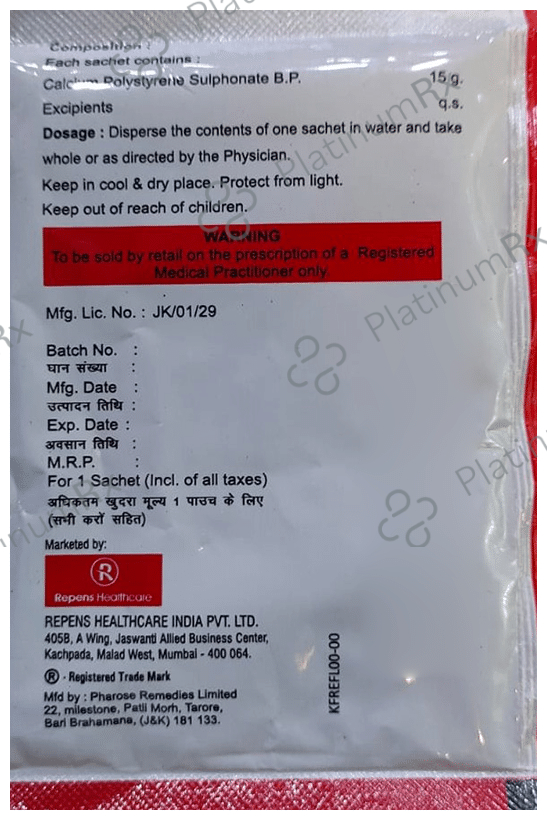 Composition :
Each sachet contains :
Calcium Polystyrene Sulphonate B.P. 15 g.
Excipients q.s.
Dosage : Disperse the contents of one sachet in water and take
whole or as directed by the Physician.
Keep in cool & dry place. Protect from light.
Keep out of reach of children.
WARNING
To be sold by retail on the prescription of a Registered
Medical Practitioner only.
Mfg. Lic. No. : JK/01/29
Batch No. :
घान संख्या :
Mfg. Date :
उत्पादन तिथि :
Exp. Date :
अवसान तिथि :
M.R.P. :
For 1 Sachet (Incl. of all taxes)
अधिकतम खुदरा मूल्य 1 पाउच के लिए
(सभी करों सहित)
Marketed by:
R
Repens Healthcare
REPENS HEALTHCARE INDIA PVT. LTD.
405B, A Wing, Jaswanti Allied Business Center,
Kachpada, Malad West, Mumbai - 400 064.
® - Registered Trade Mark
Mfd by : Pharose Remedies Limited
22, milestone, Patli Morh, Tarore,
Bari Brahamana, (J&K) 181 133.
KFREFL00-00
PlatinumRx
PlatinumRx
PlatinumRx
Rx
PlatinumRx
Platin
inumRx